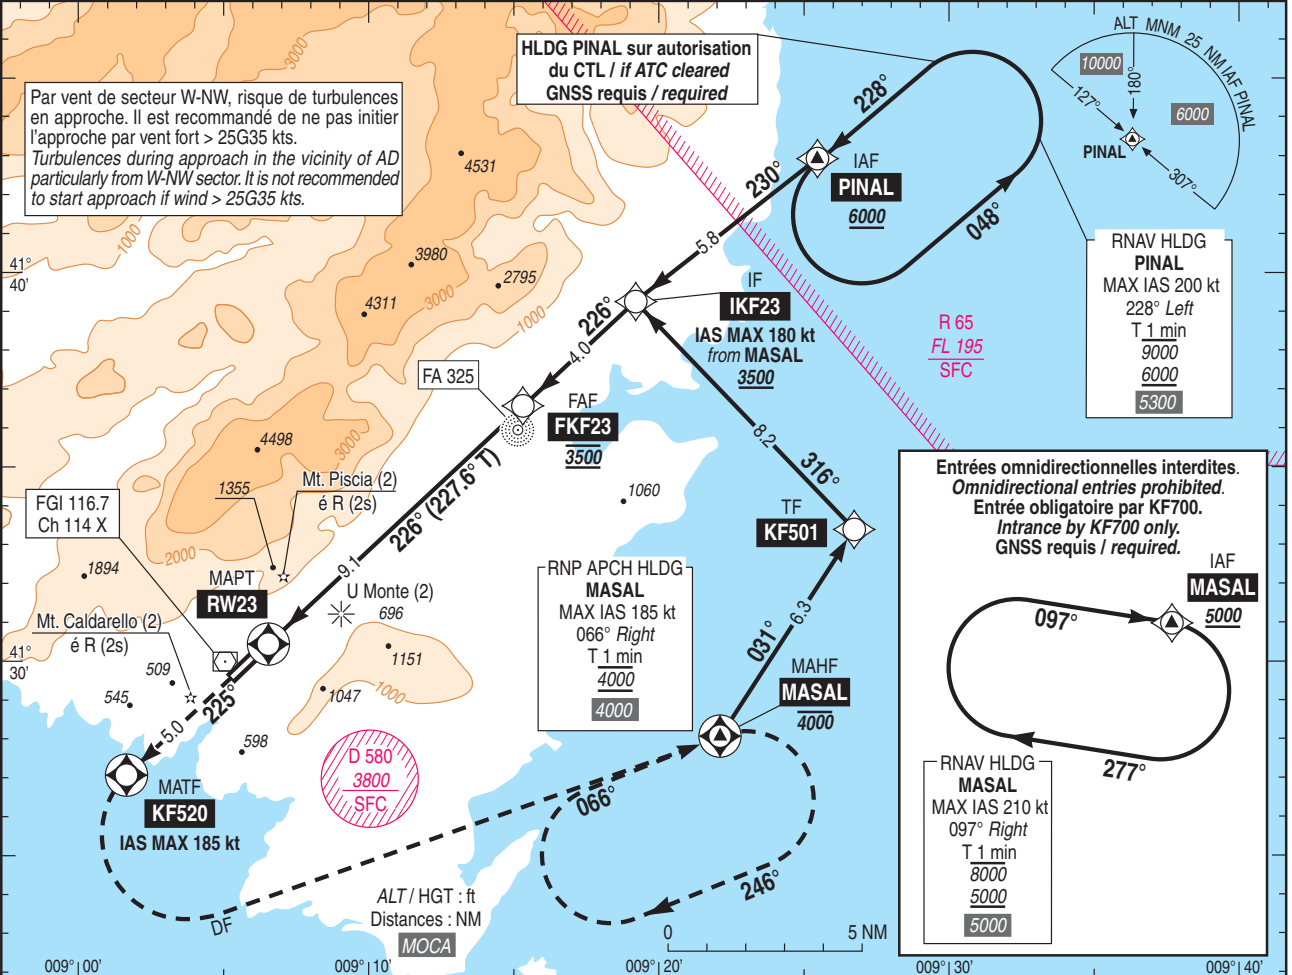 3000
HLDG PINAL sur autorisation
du CTL / if ATC cleared
GNSS requis / required
Par vent de secteur W-NW, risque de turbulences
en approche. Il est recommandé de ne pas initier
l'approche par vent fort > 25G35 kts.
Turbulences during approach in the vicinity of AD
particularly from W-NW sector. It is not recommended
to start approach if wind > 25G35 kts.
ALT MNM 25 NM IAF PINAL
10000
180°
127°
6000
PINAL
307°
228°
4531
230°
IAF
PINAL
6000
048°
1000
5.8
3980
2795
4311
3000
1000
41°
40'
RNAV HLDG
PINAL
MAX IAS 200 kt
228° Left
T 1 min
9000
6000
5300
IF
IKF23
IAS MAX 180 kt
from MASAL
3500
226°
4.0
R 65
FL 195
SFC
FA 325
FAF
FKF23
3500
4498
3000
8.2
316°
226° (227.6° T)
Mt. Piscia (2)
é R (2s)
1355
1060
FGI 116.7
Ch 114 X
TF
KF501
2000
1894
9.1
MAPT
RW23
U Monte (2)
696
RNP APCH HLDG
MASAL
MAX IAS 185 kt
066° Right
T 1 min
4000
4000
6.3
031°
Mt. Caldarello (2)
é R (2s)
41°
30'
509
545
1151
1047
1000
225°
5.0
598
MAHF
MASAL
4000
D 580
3800
SFC
MATF
KF520
IAS MAX 185 kt
066°
246°
DF
ALT / HGT : ft
Distances : NM
MOCA
0 5 NM
Entrées omnidirectionnelles interdites.
Omnidirectional entries prohibited.
Entrée obligatoire par KF700.
Intrance by KF700 only.
GNSS requis / required.
IAF
MASAL
5000
097°
277°
RNAV HLDG
MASAL
MAX IAS 210 kt
097° Right
T 1 min
8000
5000
5000
009° 00' 009° 10' 009° 20' 009° 30' 009° 40'